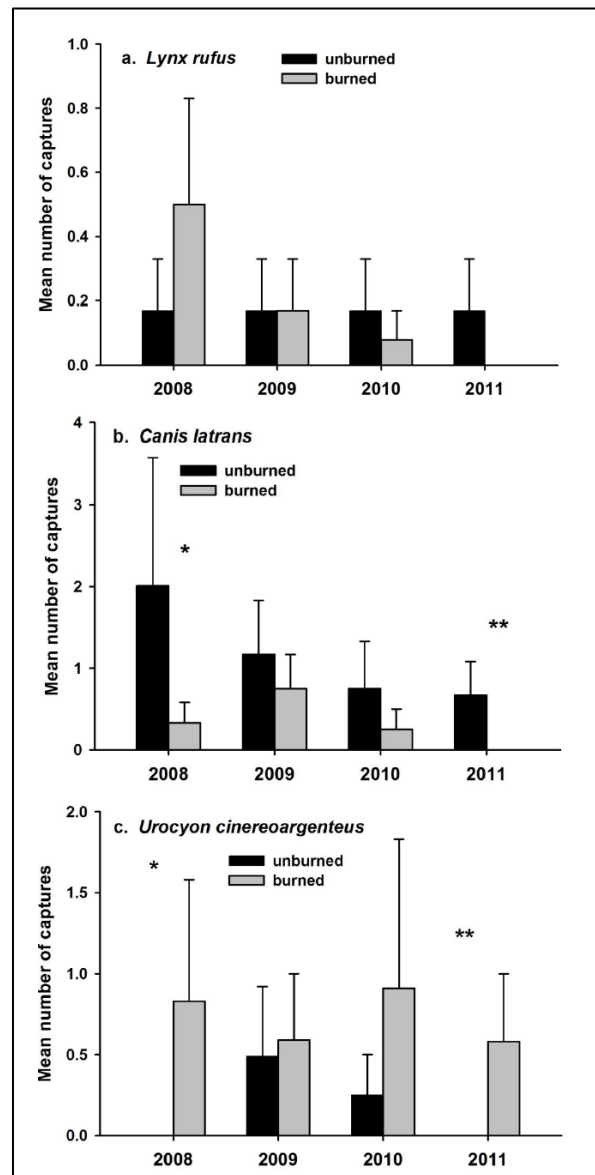 a. Lynx rufus
unburned
burned
Mean number of captures
1.0
0.8
0.6
0.4
0.2
0.0
2008 2009 2010 2011
b. Canis latrans
unburned
burned
Mean number of captures
4
3
2
1
0
*
**
2008 2009 2010 2011
c. Urocyon cinereoargenteus
unburned
burned
Mean number of captures
2.0
1.5
1.0
0.5
0.0
*
**
2008 2009 2010 2011